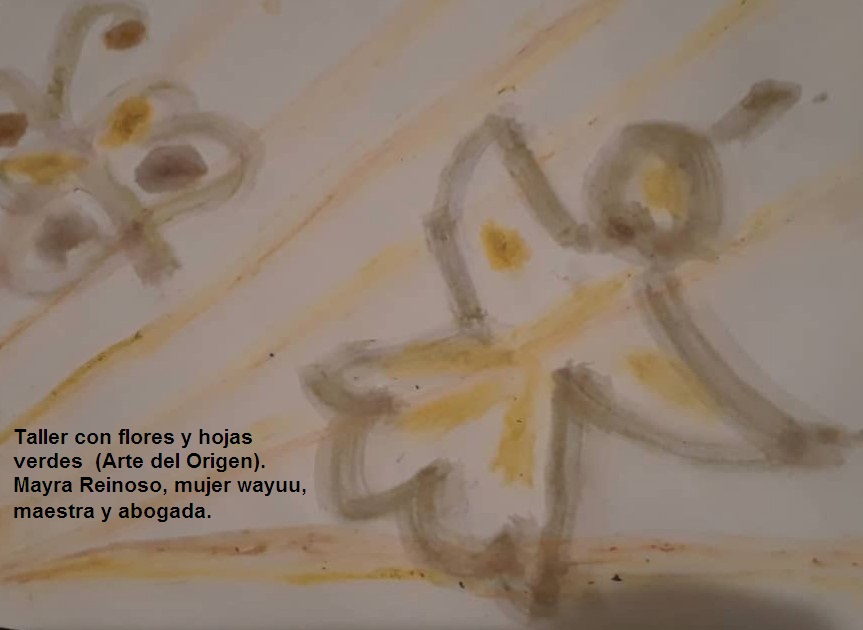 Taller con flores y hojas
verdes  (Arte del Origen).
Mayra Reinoso, mujer wayuu,
maestra y abogada.